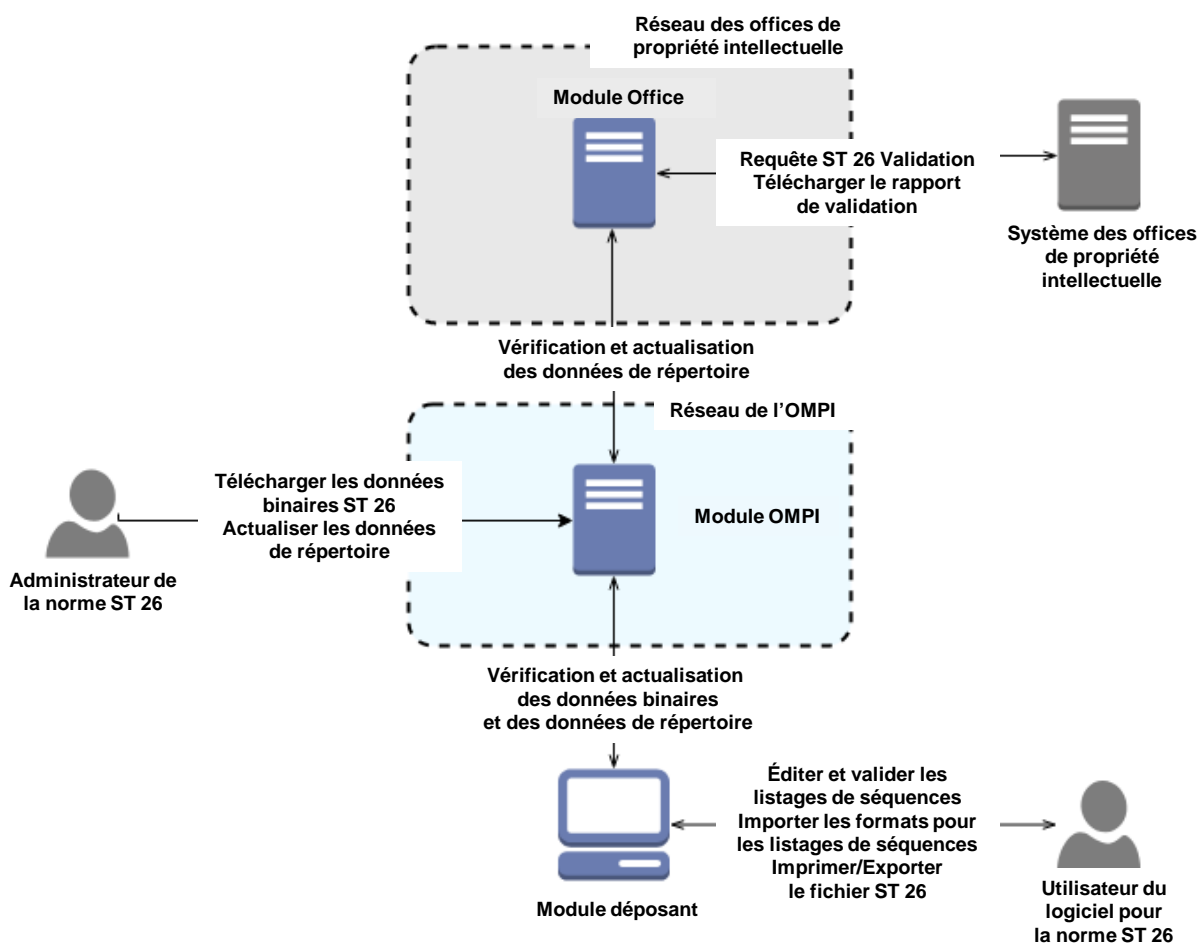 Réseau des offices de
propriété intellectuelle
Module Office
Requête ST 26 Validation
Télécharger le rapport
de validation
Système des offices
de propriété
intellectuelle
Vérification et actualisation
des données de répertoire
Réseau de l’OMPI
Télécharger les données
binaires ST 26
Actualiser les données
de répertoire
Module OMPI
Administrateur de
la norme ST 26
Vérification et actualisation
des données binaires
et des données de répertoire
Éditer et valider les
listages de séquences
Importer les formats pour
les listages de séquences
Imprimer/Exporter
le fichier ST 26
Module déposant
Utilisateur du
logiciel pour
la norme ST 26